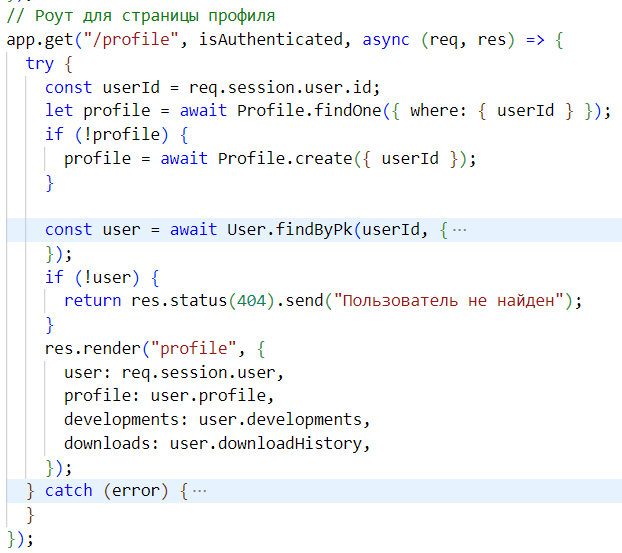 // Роут для страницы профиля
app.get("/profile", isAuthenticated, async (req, res) => {
  try {
    const userId = req.session.user.id;
    let profile = await Profile.findOne({ where: { userId } });
    if (!profile) {
      profile = await Profile.create({ userId });
    }

    const user = await User.findByPk(userId, {⋯
    });
    if (!user) {
      return res.status(404).send("Пользователь не найден");
    }
    res.render("profile", {
      user: req.session.user,
      profile: user.profile,
      developments: user.developments,
      downloads: user.downloadHistory,
    });
  } catch (error) {⋯
  }
});